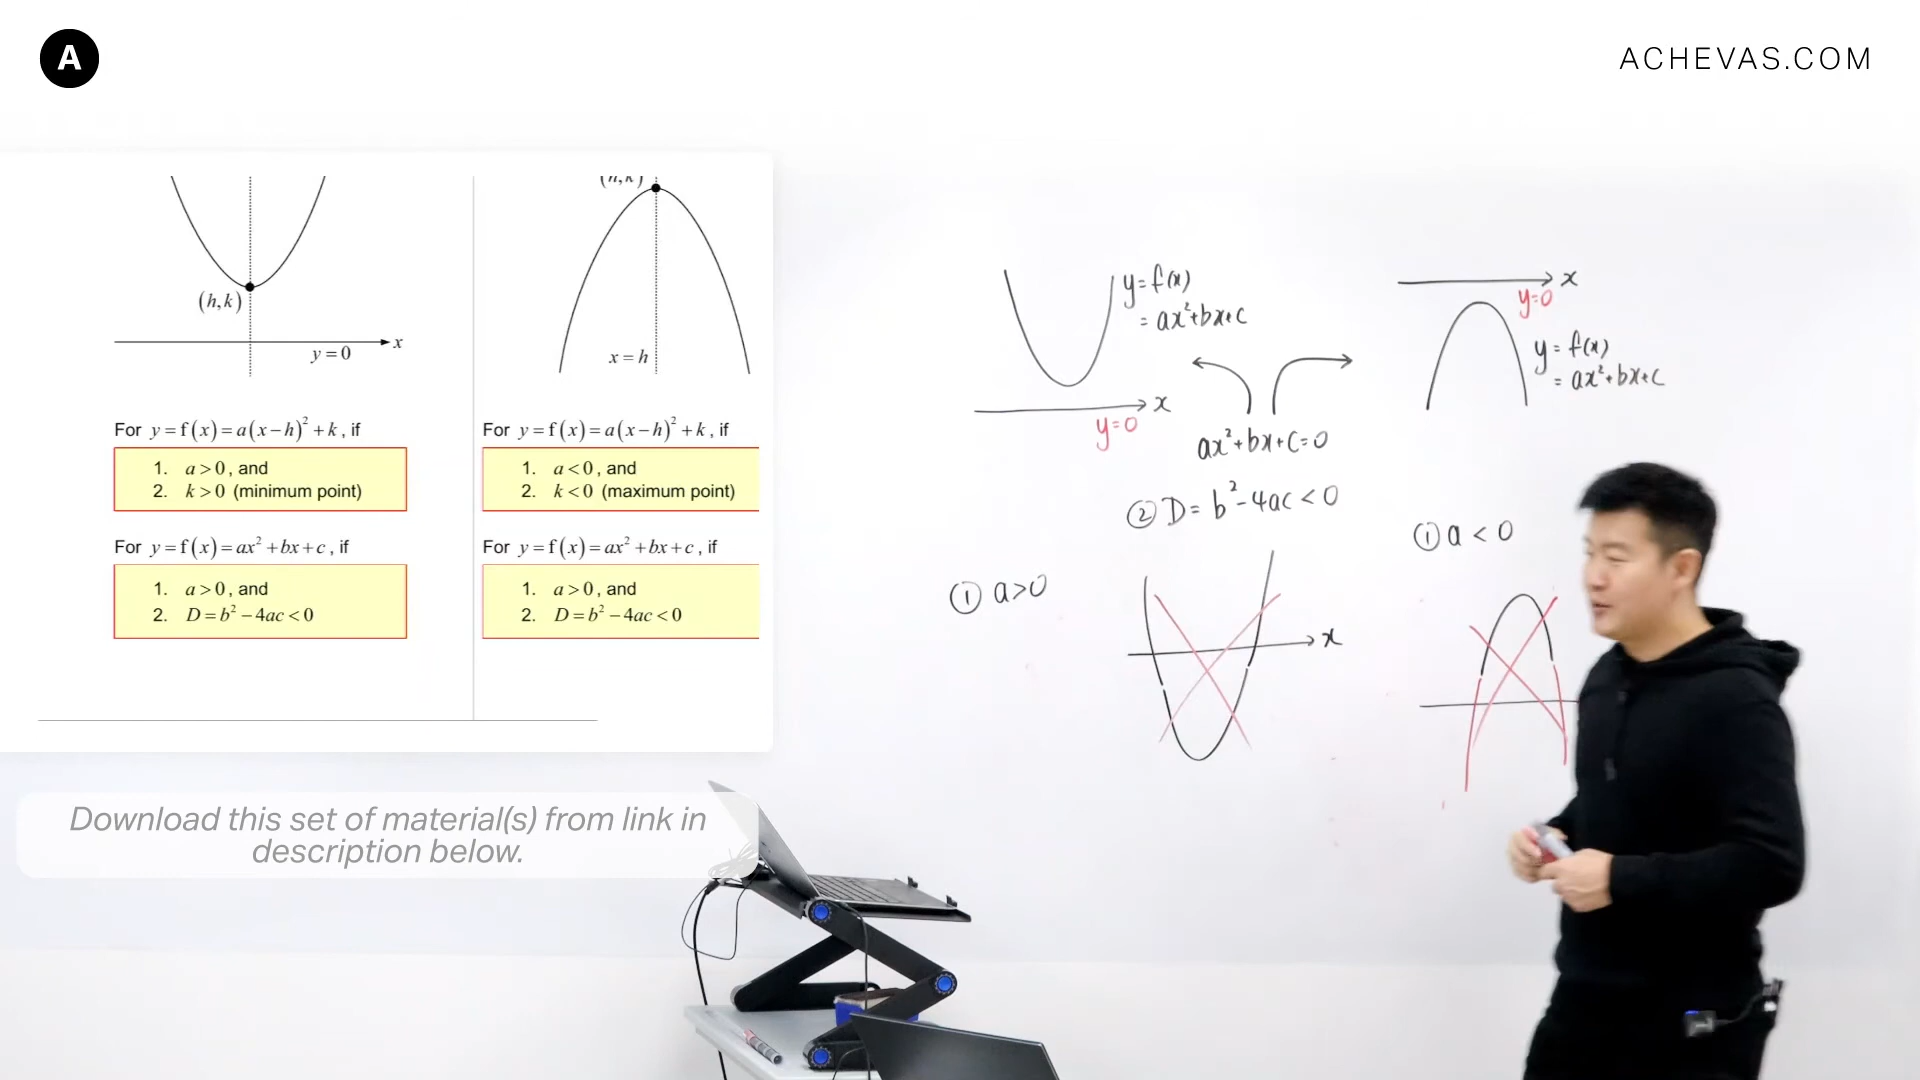 A
ACHEVAS.COM
(h,k)
y=0
x
For y=f(x)=a(x−h)²+k, if
1. a>0, and
2. k>0 (minimum point)
For y=f(x)=ax²+bx+c, if
1. a>0, and
2. D=b²−4ac<0
(h,k)
x=h
For y=f(x)=a(x−h)²+k, if
1. a<0, and
2. k<0 (maximum point)
For y=f(x)=ax²+bx+c, if
1. a>0, and
2. D=b²−4ac<0
Download this set of material(s) from link in
description below.
y=f(x)
=ax²+bx+c
x
y=0
x
y=0
y=f(x)
=ax²+bx+c
ax²+bx+c=0
② D=b²-4ac<0
① a>0
x
① a<0